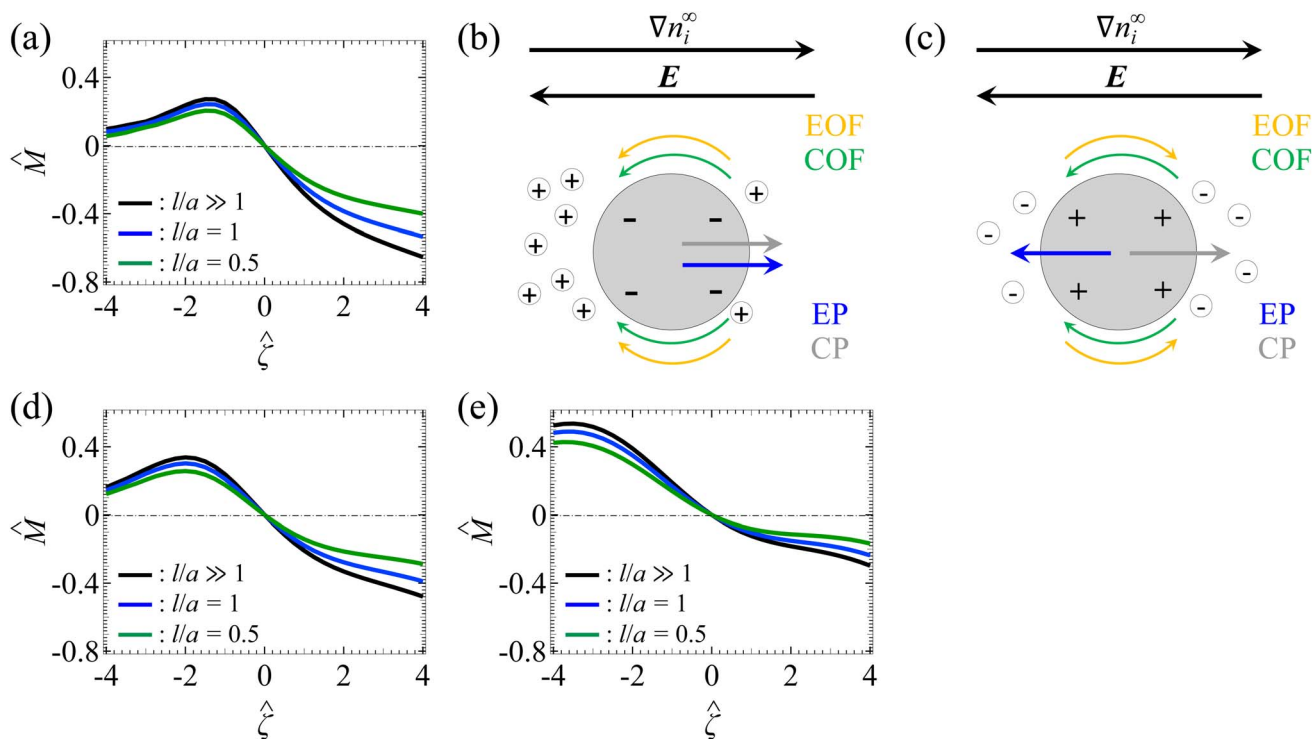 (a)
0.4
0
-0.4
-0.8
M̂
: l/a ≫ 1
: l/a = 1
: l/a = 0.5
-4 -2 0 2 4
ζ̂
(b)
∇n_i^∞
E
EOF
COF
+ + + + + + + +
- - - -
EP
CP
(c)
∇n_i^∞
E
EOF
COF
- - - - - - - -
+ + + +
EP
CP
(d)
0.4
0
-0.4
-0.8
M̂
: l/a ≫ 1
: l/a = 1
: l/a = 0.5
-4 -2 0 2 4
ζ̂
(e)
0.4
0
-0.4
-0.8
M̂
: l/a ≫ 1
: l/a = 1
: l/a = 0.5
-4 -2 0 2 4
ζ̂